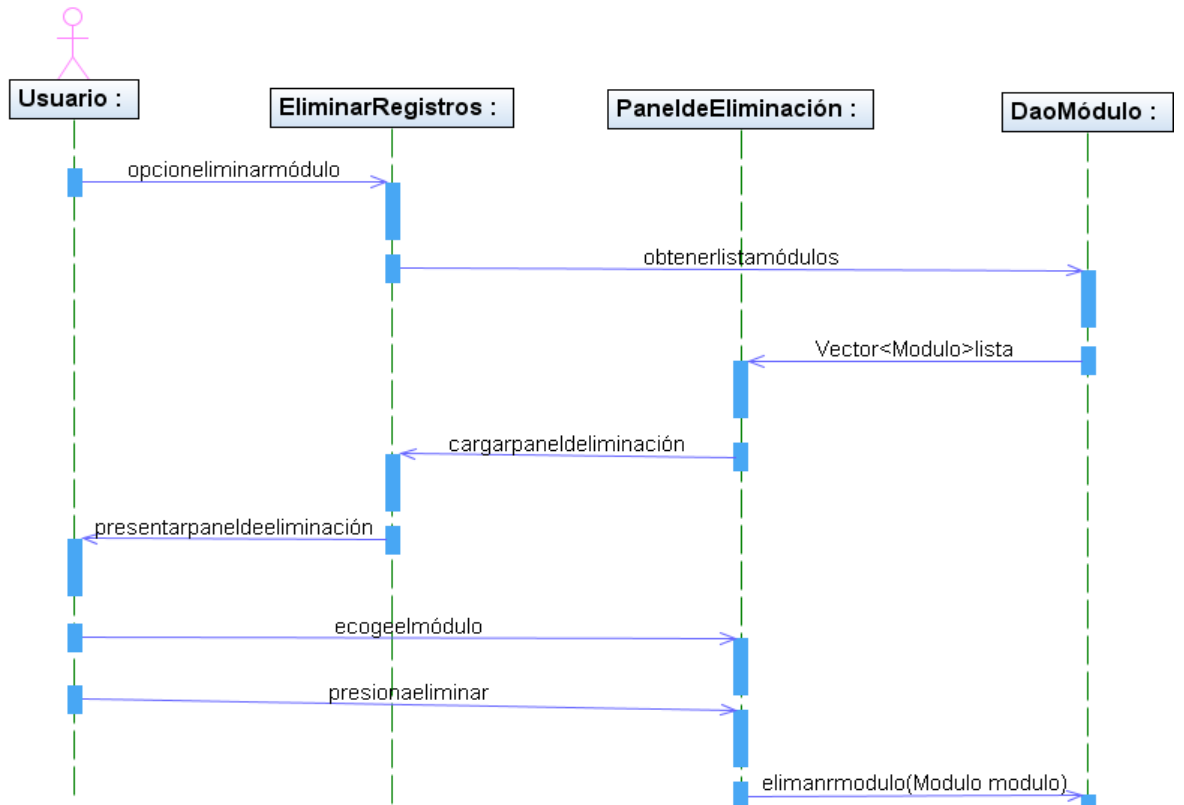 Usuario :
EliminarRegistros :
PaneldeEliminación :
DaoMódulo :
opcioneliminarmódulo
obtenerlistamódulos
Vector<Modulo>lista
cargarpaneldeliminación
presentarpaneldeeliminación
ecogeelmódulo
presionaeliminar
elimanrmodulo(Modulo modulo)